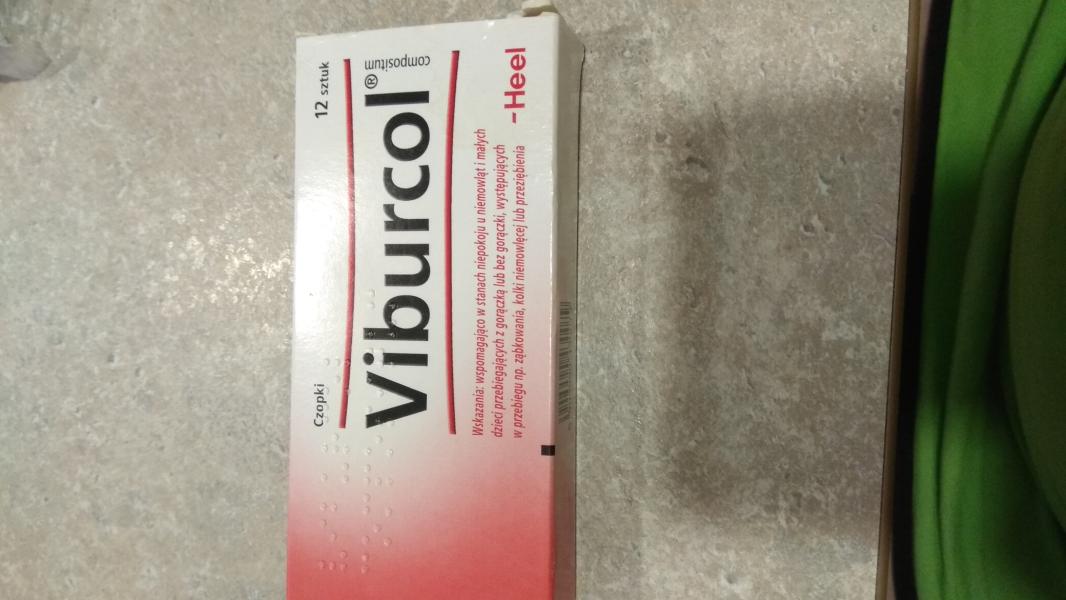 Czopki
12 sztuk
Viburcol®
compositum
Wskazania: wspomagająco w stanach niepokoju u niemowląt i małych
dzieci przebiegających z gorączką lub bez gorączki, występujących
w przebiegu np. ząbkowania, kolki niemowlęcej lub przeziębienia
-Heel